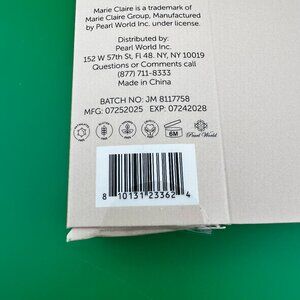 Marie Claire is a trademark of
Marie Claire Group, Manufactured
by Pearl World Inc. under license.
Distributed by:
Pearl World Inc.
152 W 57th St, Fl 48. NY, NY 10019
Questions or Comments call
(877) 711-8333
Made in China
BATCH NO: JM 8117758
MFG: 07252025 EXP: 07242028
6M
Pearl World
8 10131 23362 4